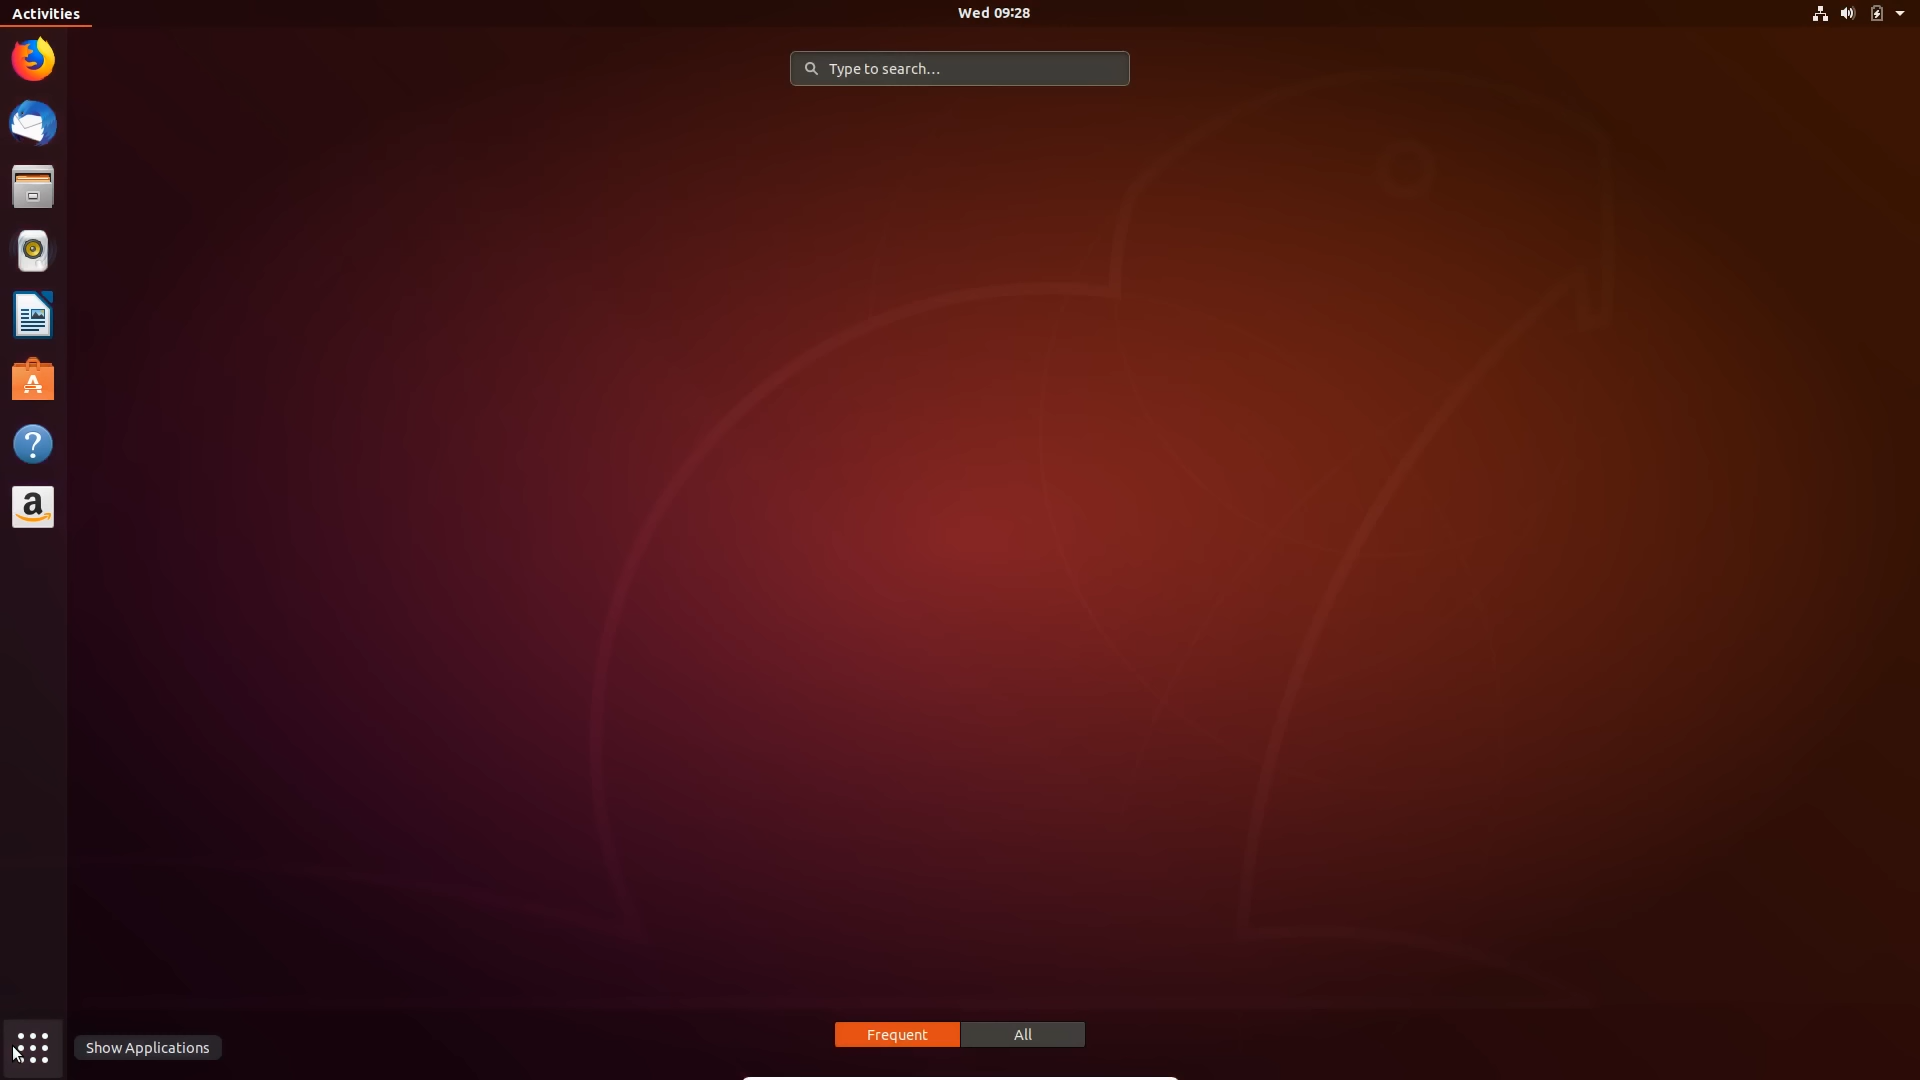 Activities
Wed 09:28
Type to search...
Frequent
All
Show Applications